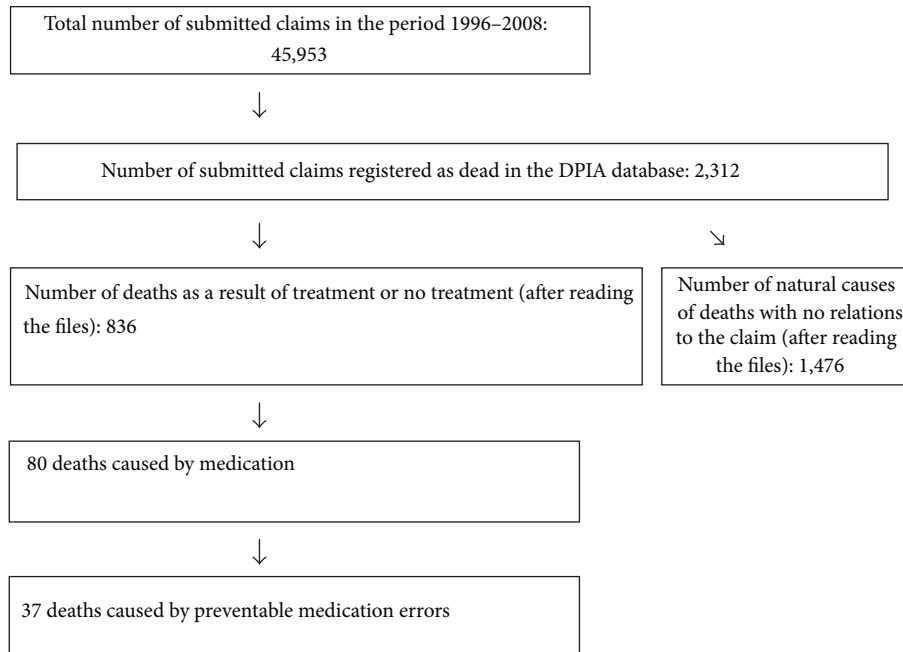 Total number of submitted claims in the period 1996–2008:
45,953
↓
Number of submitted claims registered as dead in the DPIA database: 2,312
↓
↘
Number of deaths as a result of treatment or no treatment (after reading
the files): 836
Number of natural causes
of deaths with no relations
to the claim (after reading
the files): 1,476
↓
80 deaths caused by medication
↓
37 deaths caused by preventable medication errors